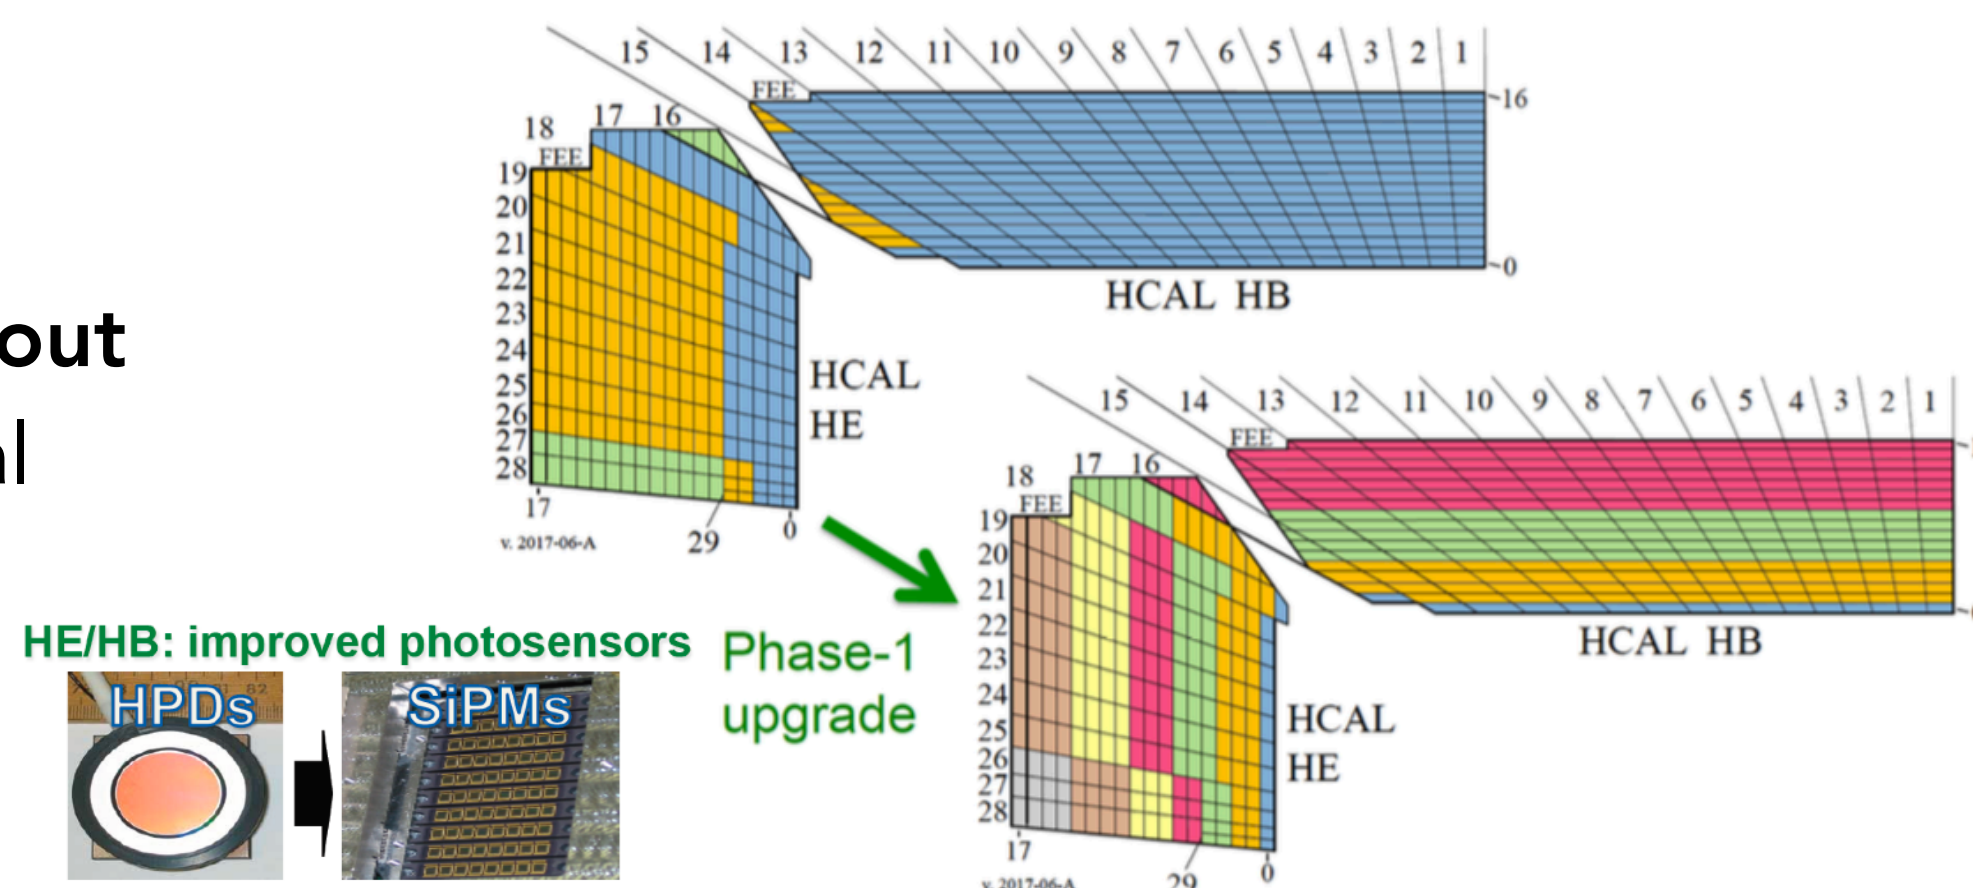 15 14 13 12 11 10 9 8 7 6 5 4 3 2 1
FEE
16
18 17 16
FEE
19
20
21
22
23
24
25
26
27
28
0
HCAL HB
HCAL
HE
17
29
0
v. 2017-06-A
out
al
15 14 13 12 11 10 9 8 7 6 5 4 3 2 1
FEE
18 17 16
FEE
19
20
21
22
23
24
25
26
27
28
HCAL HB
HCAL
HE
17
29
0
v. 2017-06-A
Phase-1
upgrade
HE/HB: improved photosensors
HPDs
SiPMs
82